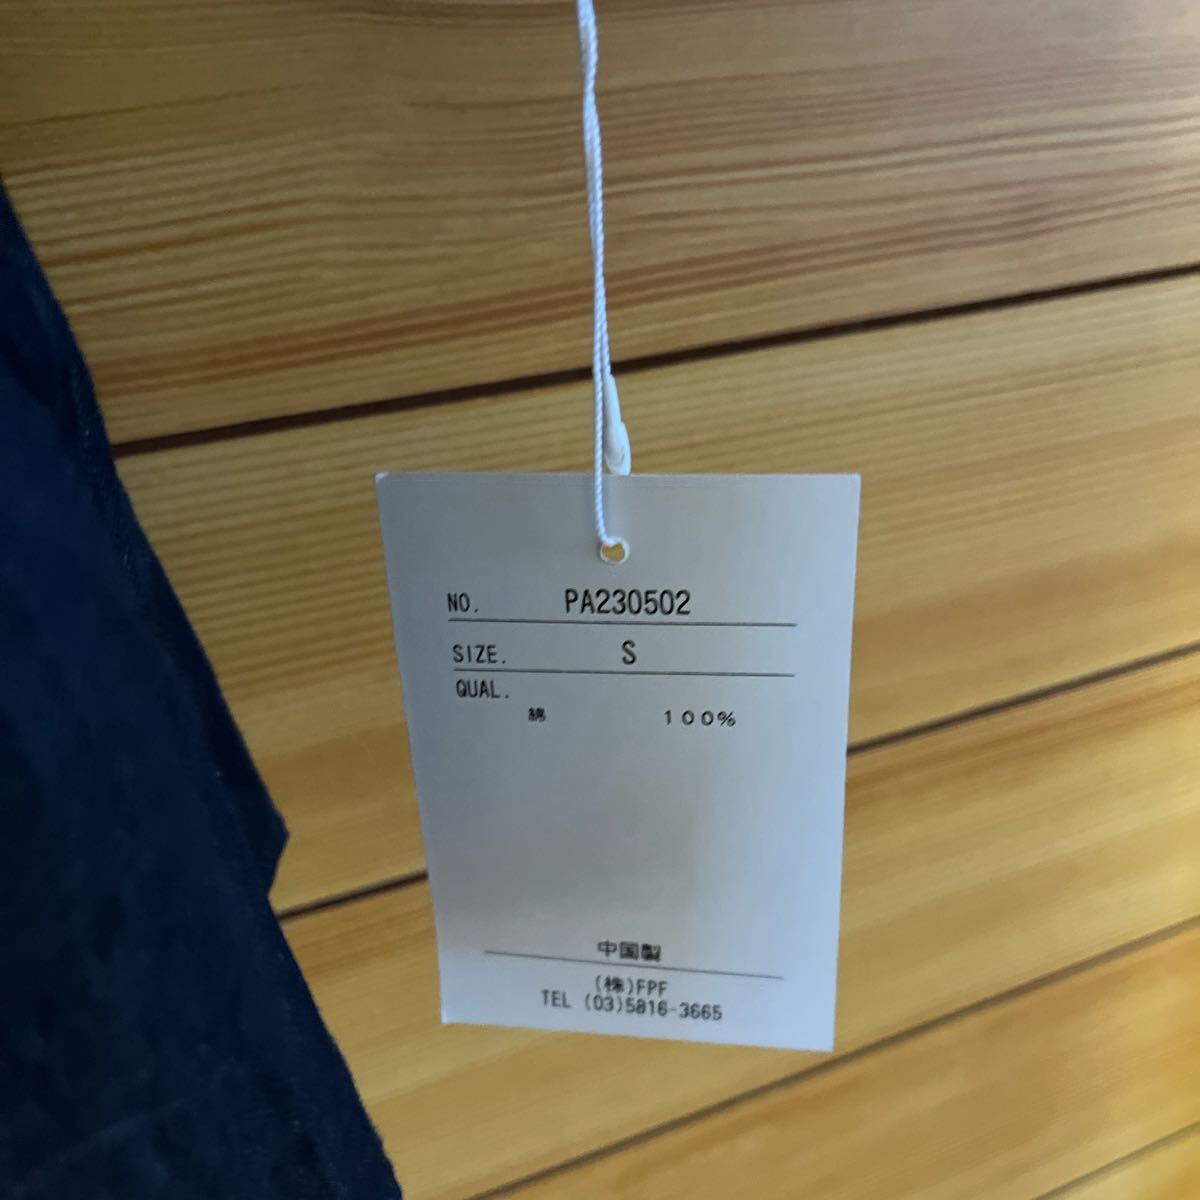 NO. PA230502
SIZE. S
QUAL.
綿 100%
中国製
(株)FPF
TEL (03)5816-3665